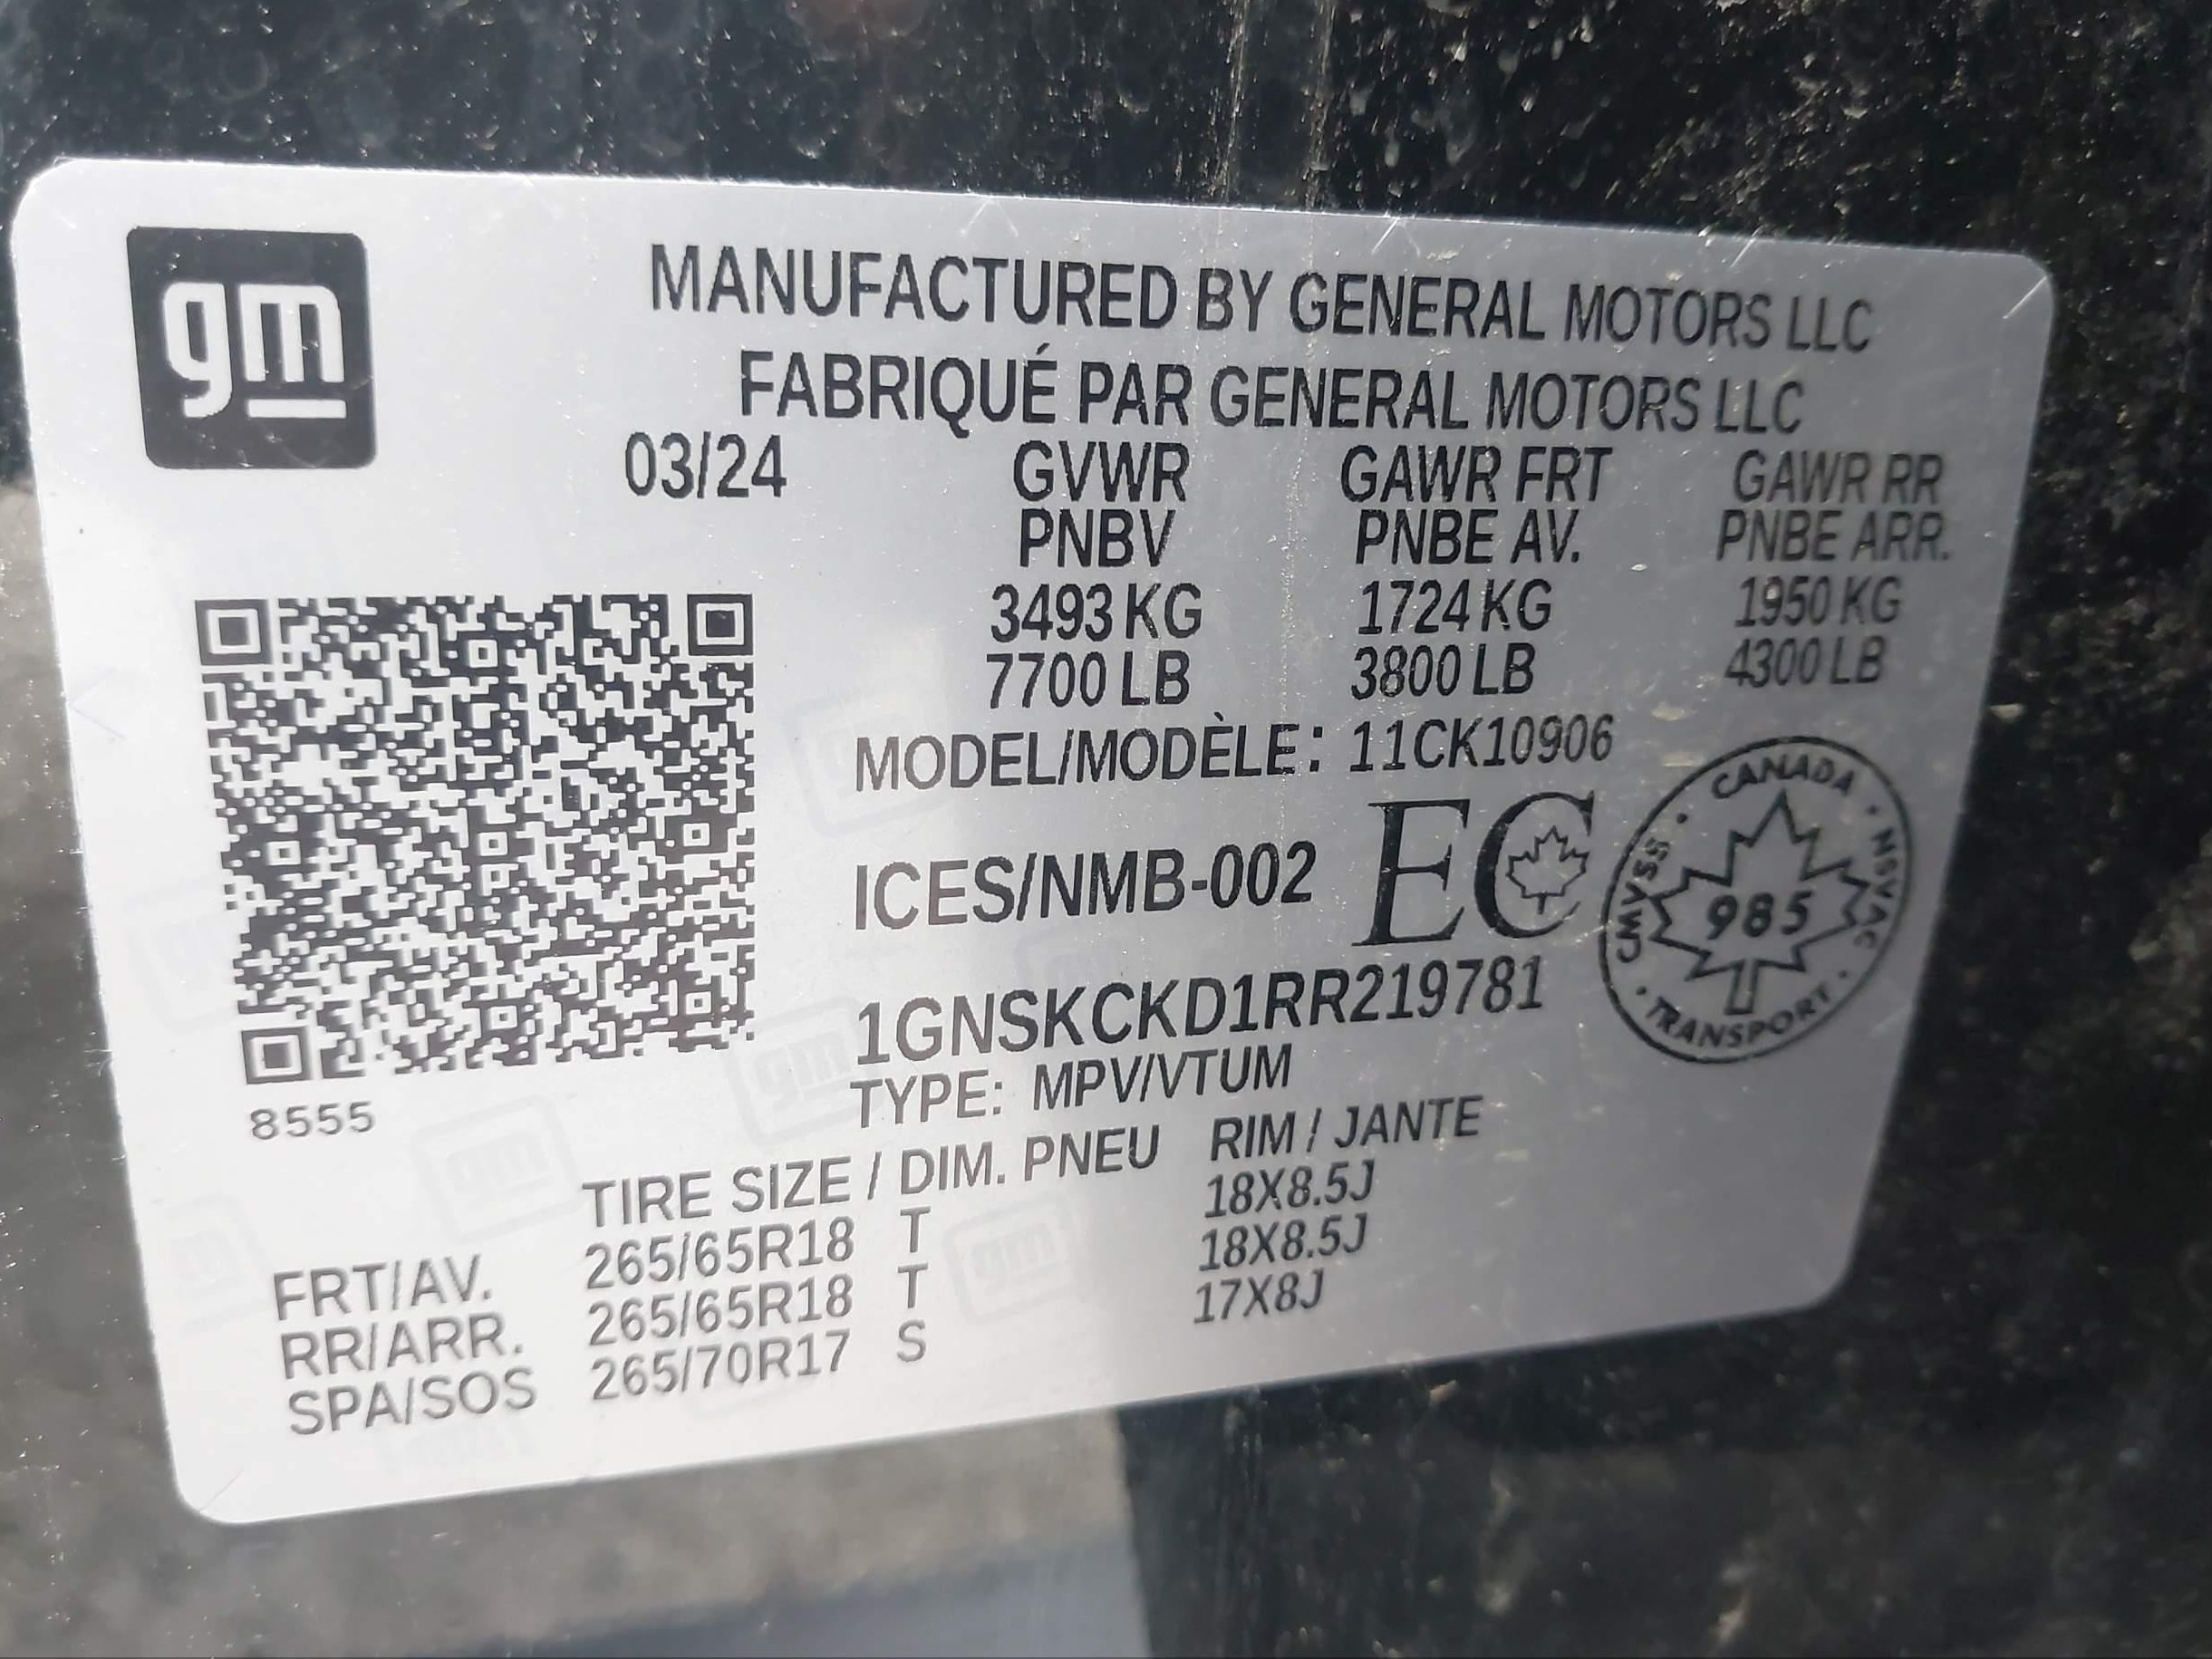 gm
MANUFACTURED BY GENERAL MOTORS LLC
FABRIQUÉ PAR GENERAL MOTORS LLC
03/24 GVWR GAWR FRT GAWR RR
PNBV PNBE AV. PNBE ARR.
3493 KG 1724 KG 1950 KG
7700 LB 3800 LB 4300 LB
MODEL/MODÈLE: 11CK10906
ICES/NMB-002 EC
CANADA · NSVAC · TRANSPORT · CMVSS ·
985
1GNSKCKD1RR219781
TYPE: MPV/VTUM
8555
TIRE SIZE / DIM. PNEU RIM / JANTE
FRT/AV. 265/65R18 T 18X8.5J
RR/ARR. 265/65R18 T 18X8.5J
SPA/SOS 265/70R17 S 17X8J